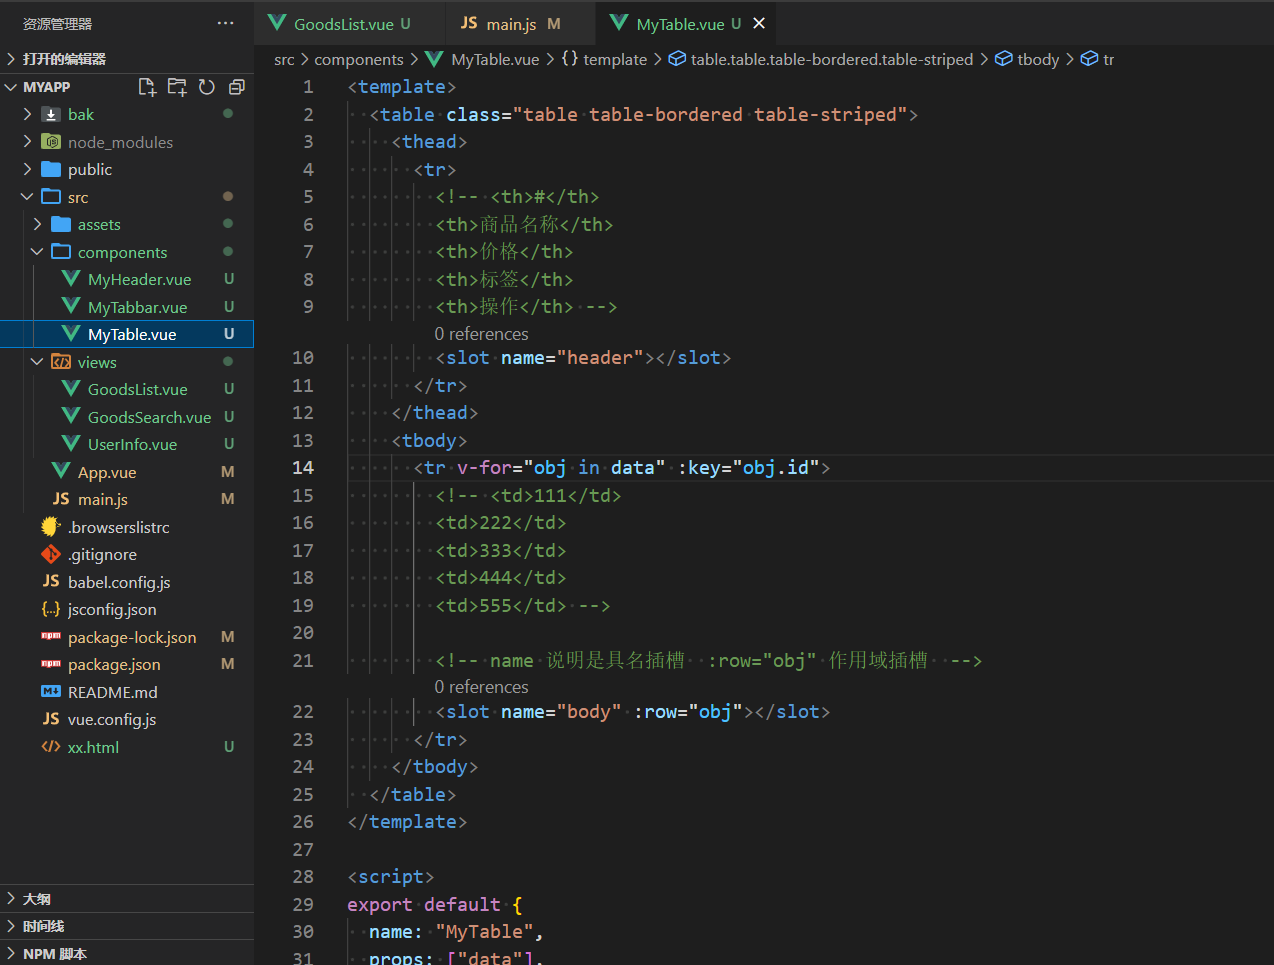 资源管理器
打开的编辑器
MYAPP
bak
node_modules
public
src
assets
components
MyHeader.vue U
MyTabbar.vue U
MyTable.vue U
views
GoodsList.vue U
GoodsSearch.vue U
UserInfo.vue U
App.vue M
JS main.js M
.browserslistrc
.gitignore
JS babel.config.js
{..} jsconfig.json
npm package-lock.json M
npm package.json M
M↓ README.md
JS vue.config.js
</> xx.html U
大纲
时间线
NPM 脚本
GoodsList.vue U JS main.js M MyTable.vue U
src > components > MyTable.vue > {} template > table.table.table-bordered.table-striped > tbody > tr
1 <template>
2 <table class="table table-bordered table-striped">
3 <thead>
4 <tr>
5 <!-- <th>#</th>
6 <th>商品名称</th>
7 <th>价格</th>
8 <th>标签</th>
9 <th>操作</th> -->
0 references
10 <slot name="header"></slot>
11 </tr>
12 </thead>
13 <tbody>
14 <tr v-for="obj in data" :key="obj.id">
15 <!-- <td>111</td>
16 <td>222</td>
17 <td>333</td>
18 <td>444</td>
19 <td>555</td> -->
20
21 <!-- name 说明是具名插槽 :row="obj" 作用域插槽 -->
0 references
22 <slot name="body" :row="obj"></slot>
23 </tr>
24 </tbody>
25 </table>
26 </template>
27
28 <script>
29 export default {
30 name: "MyTable",
31 props: ["data"],